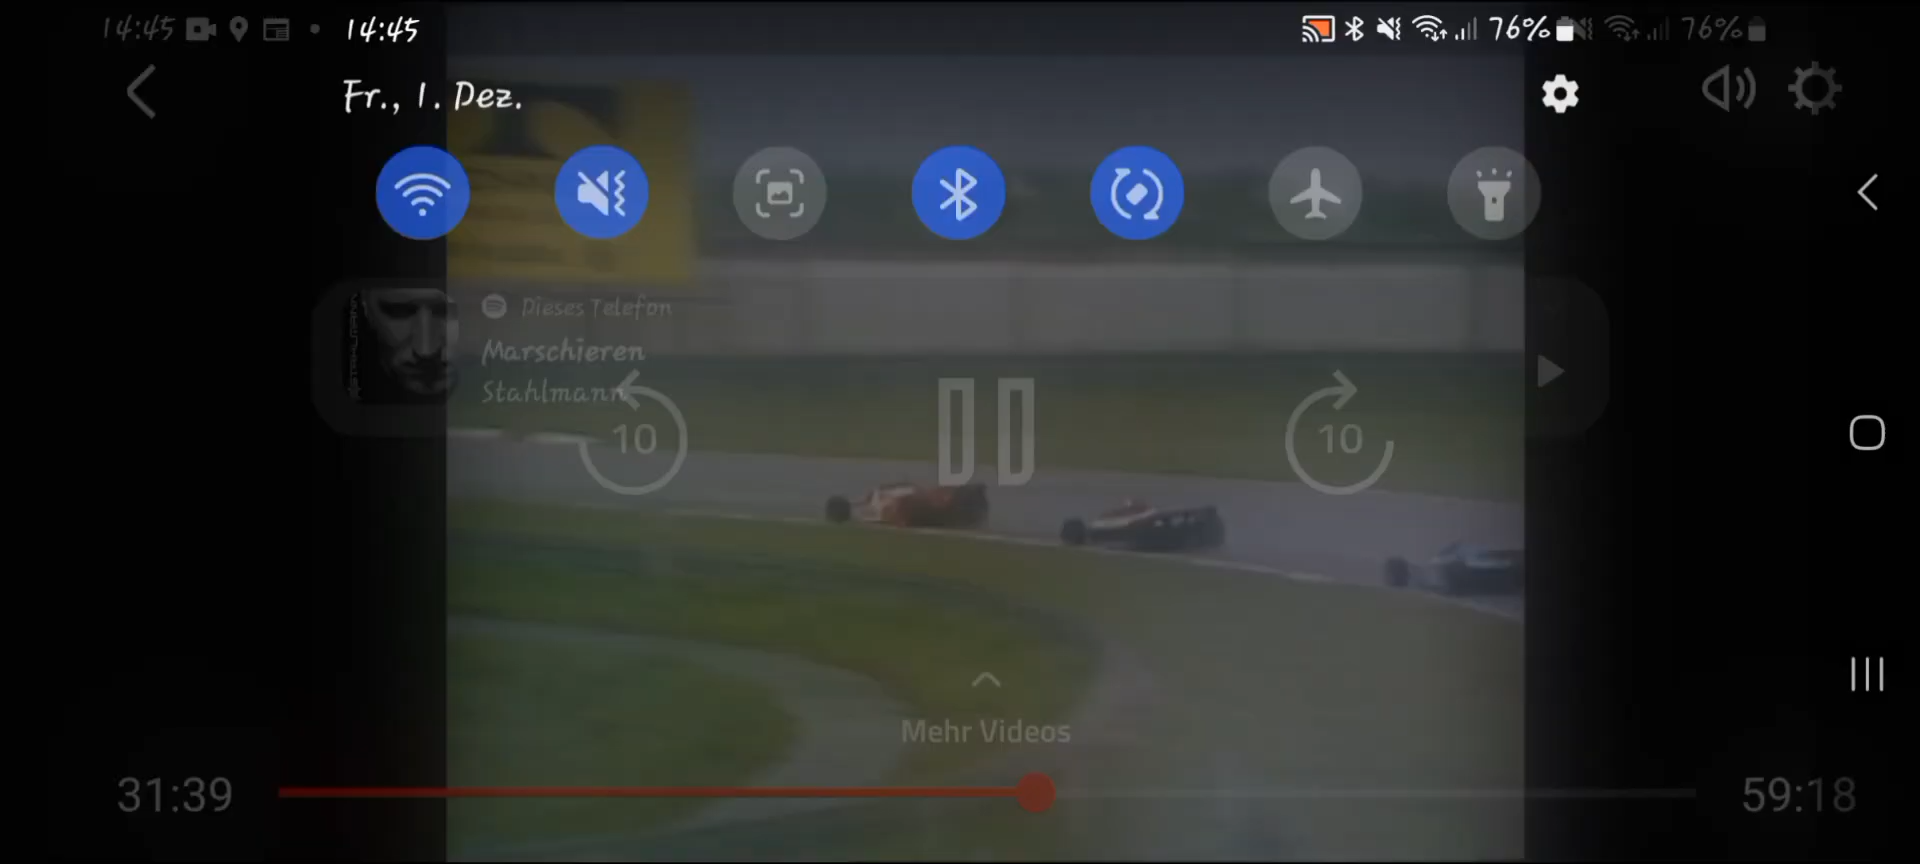 14:45 14:45 76% 76%
Fr., 1. Dez.
Dieses Telefon
STAHLMANN
Marschieren
Stahlmann
10 10
Mehr Videos
31:39 59:18